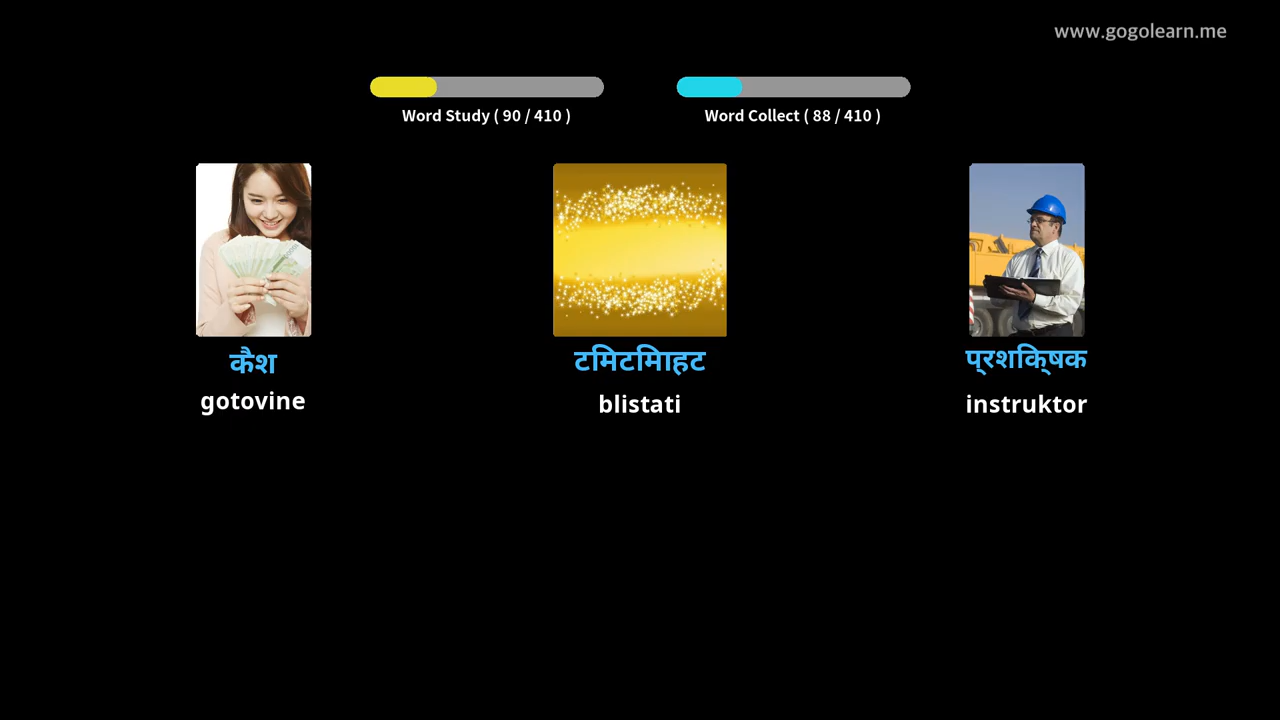 www.gogolearn.me
Word Study ( 90 / 410 )
Word Collect ( 88 / 410 )
कैश
टिमटिमाहट
प्रशिक्षक
gotovine
blistati
instruktor